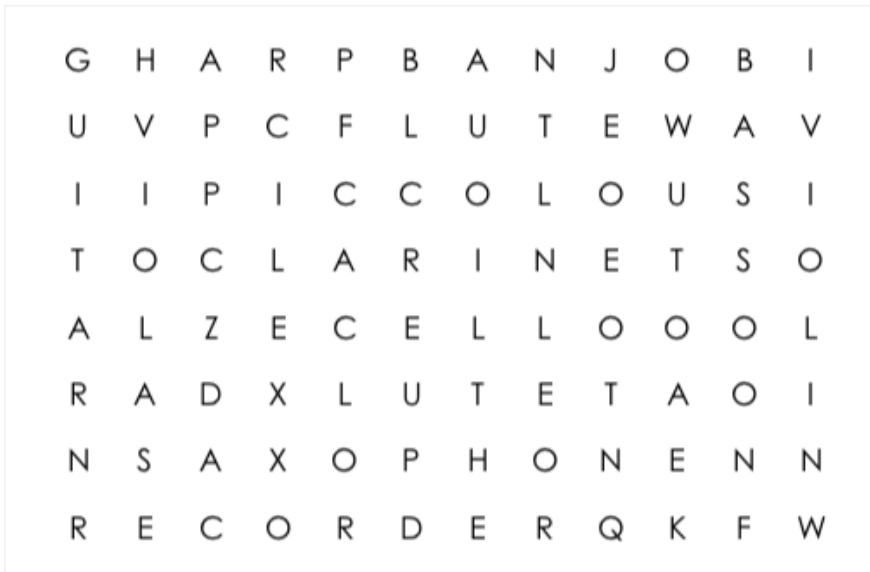 G H A R P B A N J O B I
U V P C F L U T E W A V
I I P I C C O L O U S I
T O C L A R I N E T S O
A L Z E C E L L O O O L
R A D X L U T E T A O I
N S A X O P H O N E N N
R E C O R D E R Q K F W